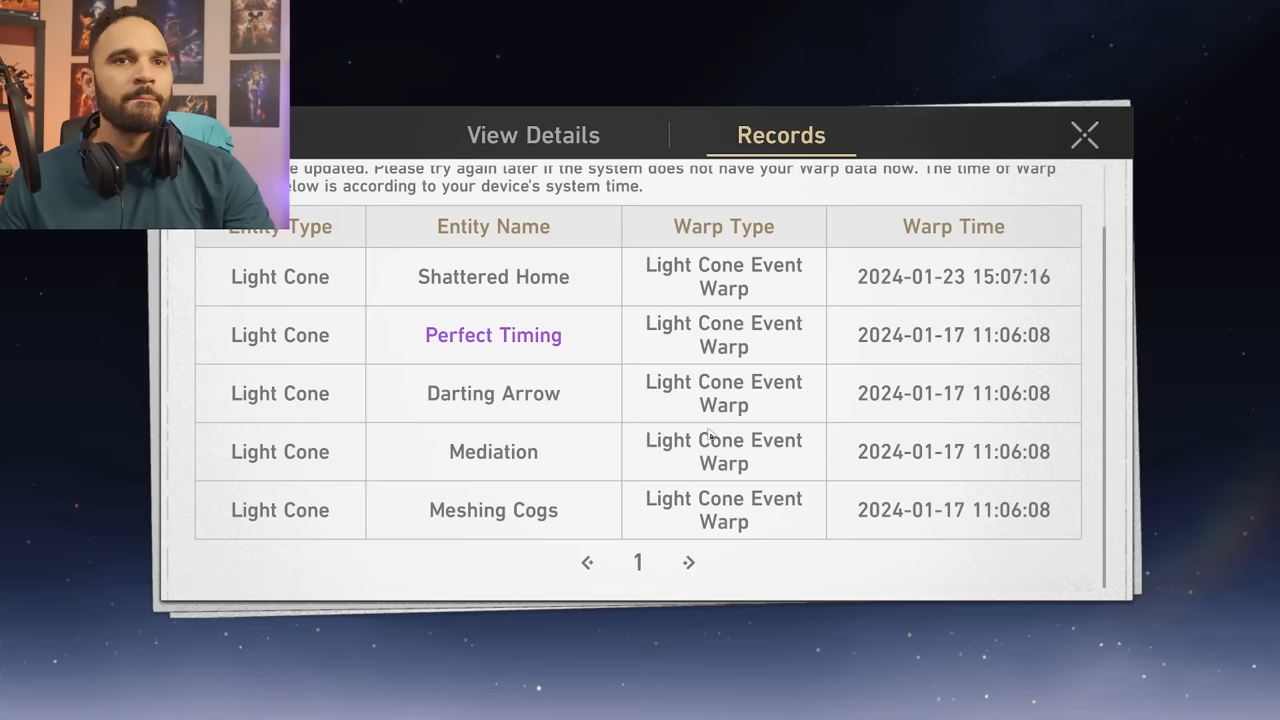 View Details
Records
e updated. Please try again later if the system does not have your Warp data now. The time of Warp
elow is according to your device's system time.
Entity Type Entity Name Warp Type Warp Time
Light Cone Shattered Home Light Cone Event
Warp 2024-01-23 15:07:16
Light Cone Perfect Timing Light Cone Event
Warp 2024-01-17 11:06:08
Light Cone Darting Arrow Light Cone Event
Warp 2024-01-17 11:06:08
Light Cone Mediation Light Cone Event
Warp 2024-01-17 11:06:08
Light Cone Meshing Cogs Light Cone Event
Warp 2024-01-17 11:06:08
1